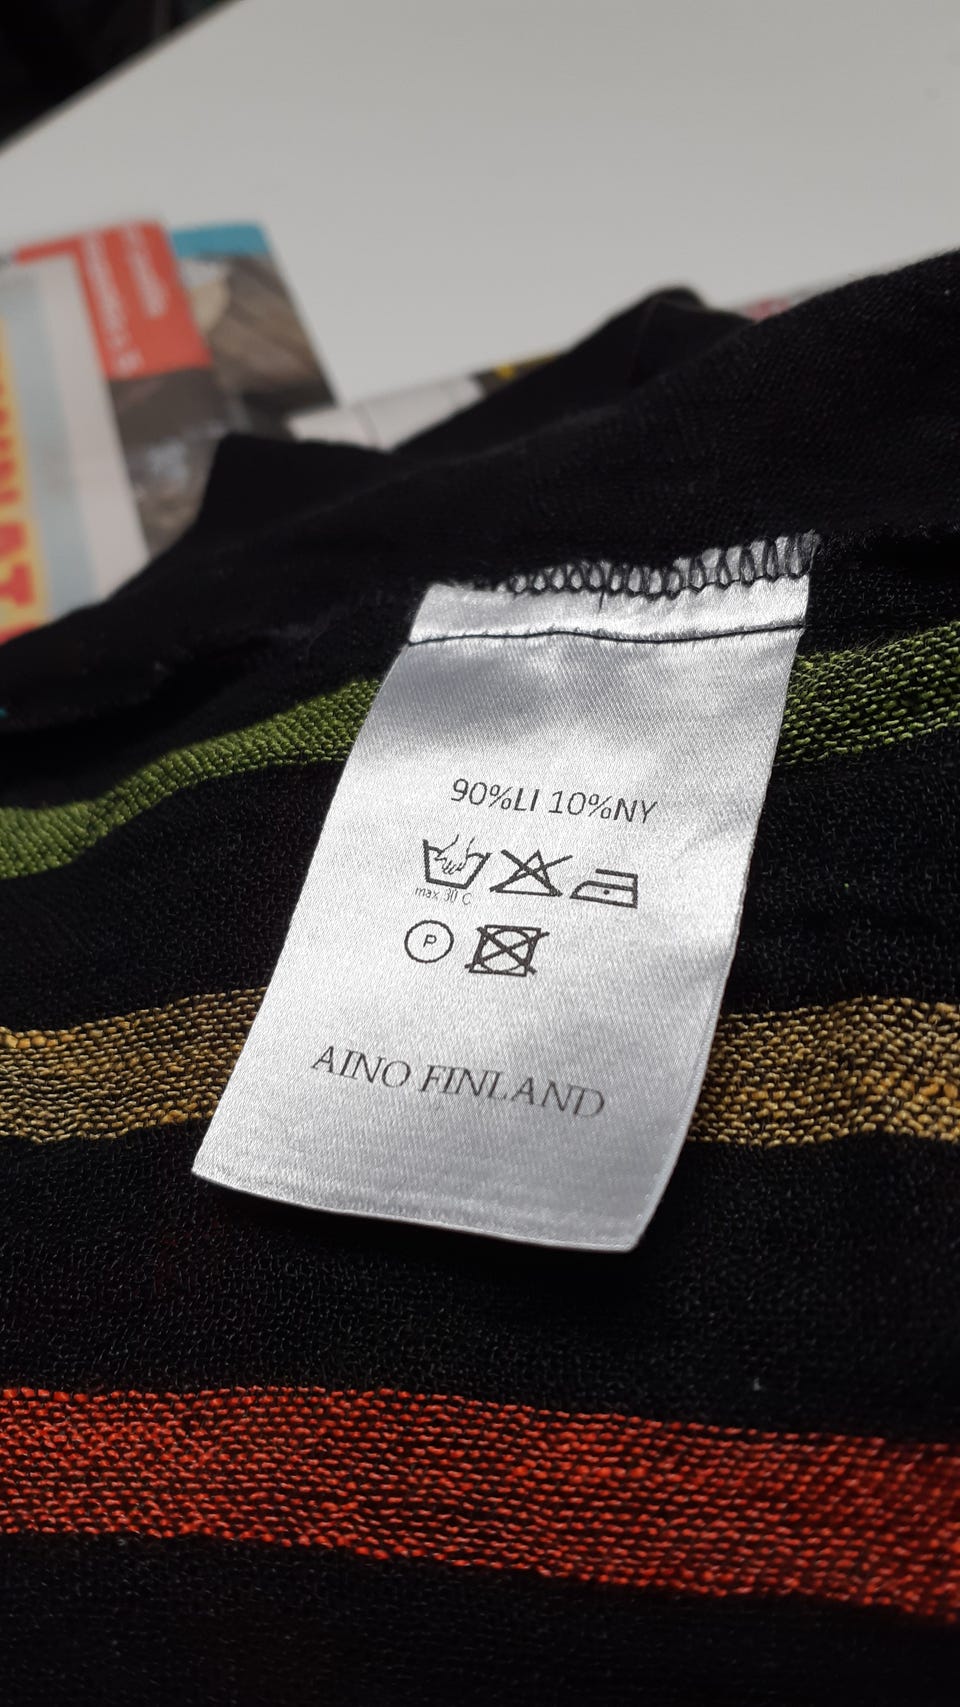 90%LI 10%NY
max 30 C
P
AINO FINLAND